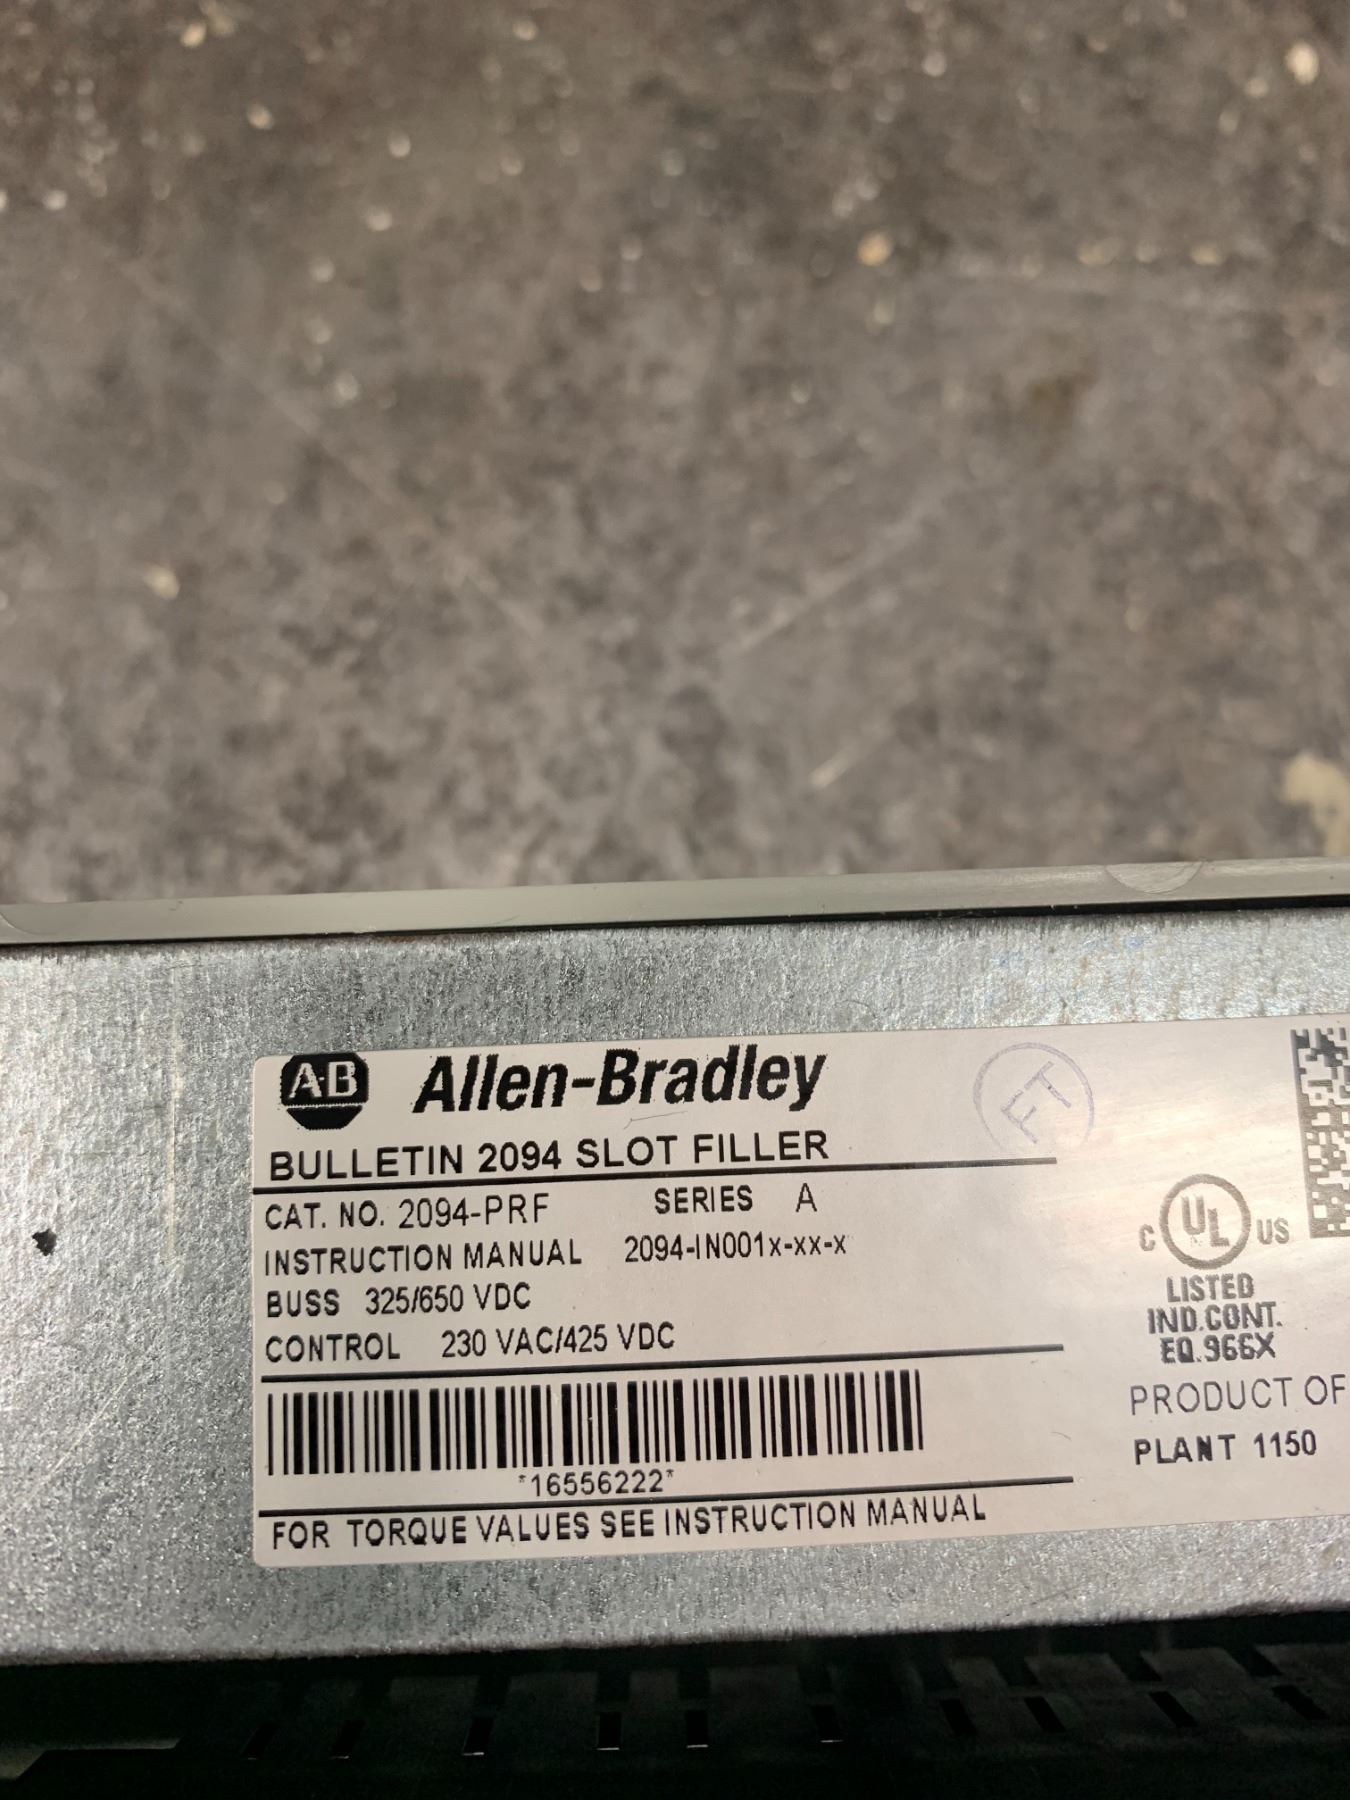 A·B Allen-Bradley
FT
BULLETIN 2094 SLOT FILLER
CAT. NO. 2094-PRF SERIES A
INSTRUCTION MANUAL 2094-IN001x-xx-x
BUSS 325/650 VDC
CONTROL 230 VAC/425 VDC
*16556222*
FOR TORQUE VALUES SEE INSTRUCTION MANUAL
C UL US
LISTED
IND.CONT.
EQ.966X
PRODUCT OF
PLANT 1150